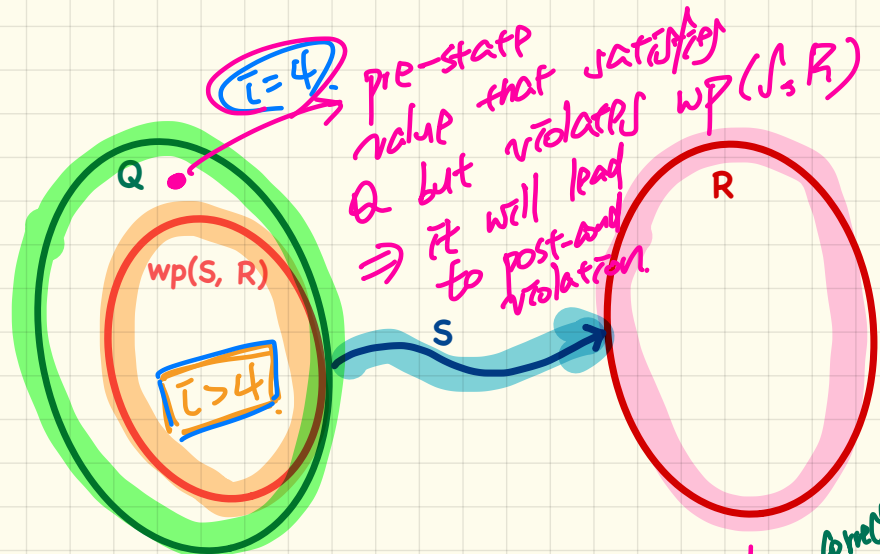 i=4.
pre-state
value that satisfies
Q but violates wp(S, R)
⇒ it will lead
to post-cond
violation.
Q
R
wp(S, R)
S
i>4.